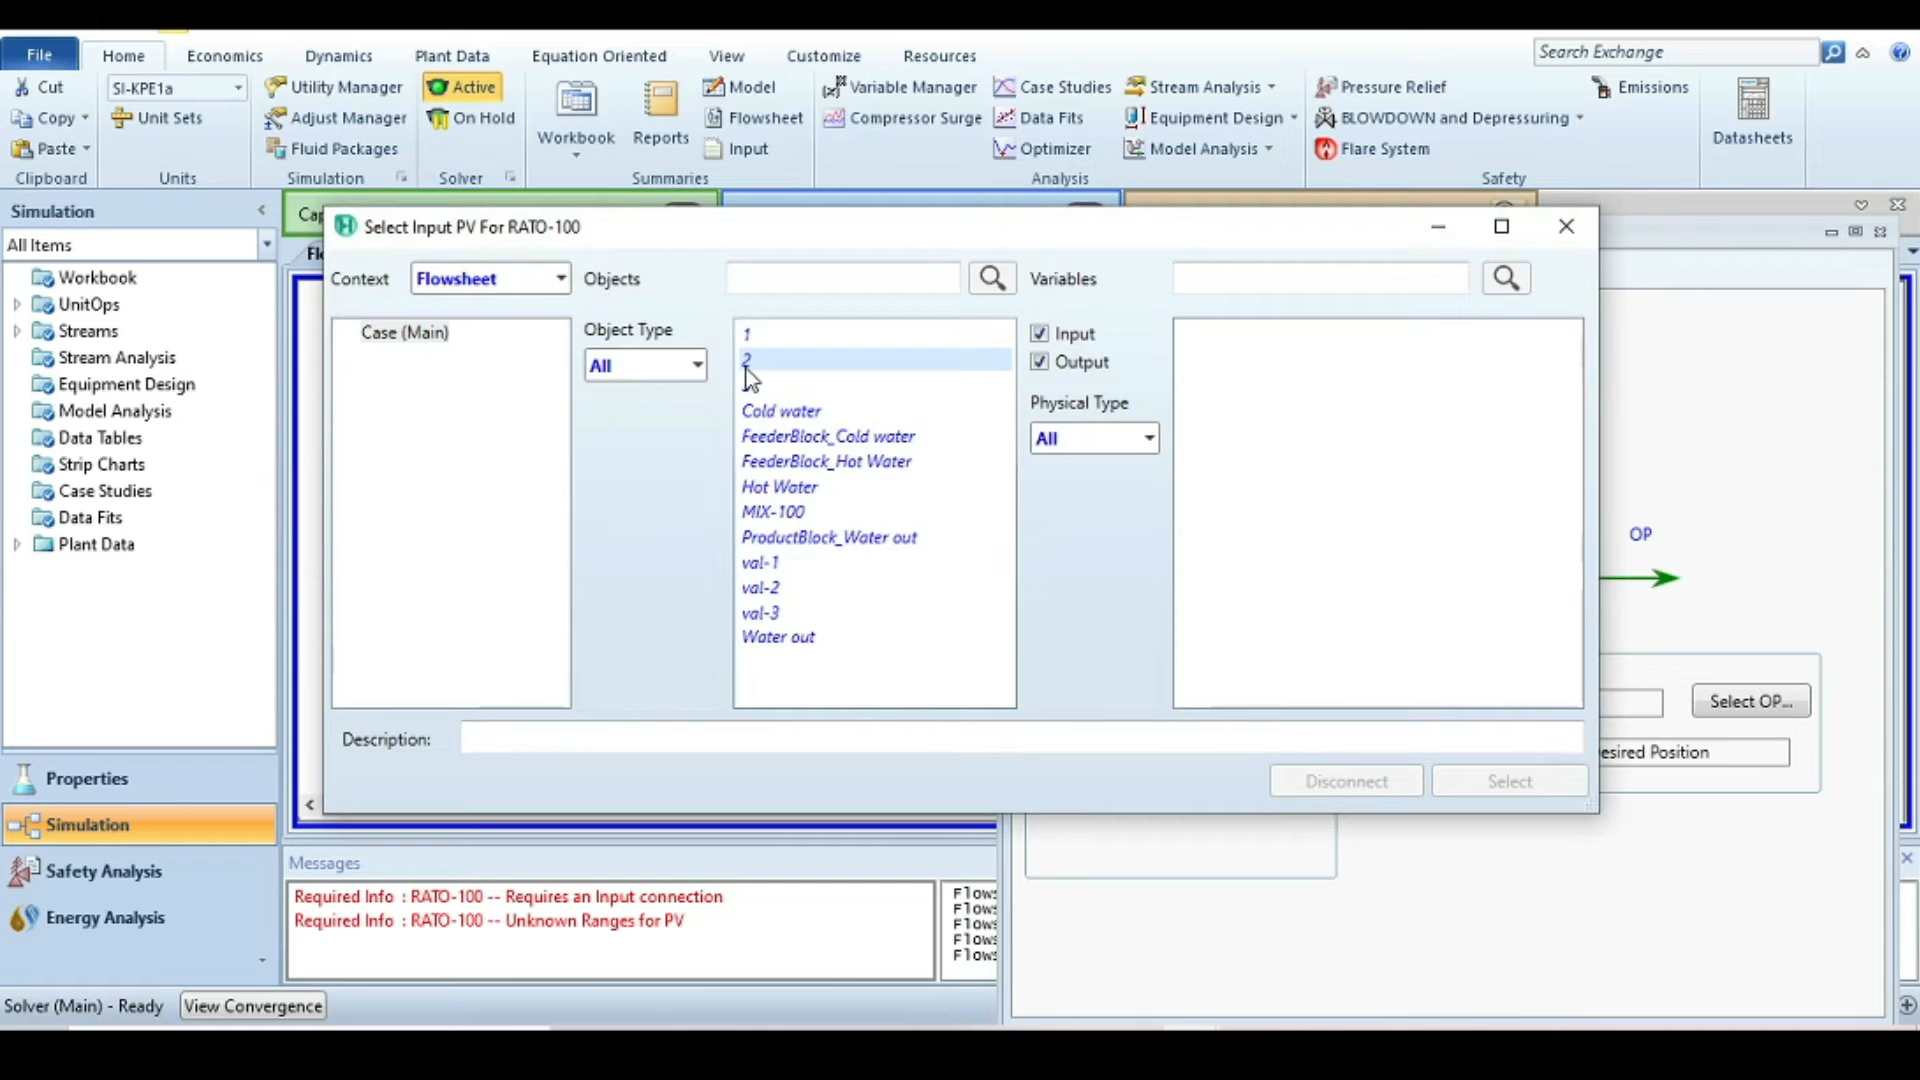 File Home Economics Dynamics Plant Data Equation Oriented View Customize Resources Search Exchange
Cut SI-KPE1a Utility Manager Active Model Variable Manager Case Studies Stream Analysis Pressure Relief Emissions
Copy Unit Sets Adjust Manager On Hold Workbook Reports Flowsheet Compressor Surge Data Fits Equipment Design BLOWDOWN and Depressuring Datasheets
Paste Fluid Packages Input Optimizer Model Analysis Flare System
Clipboard Units Simulation Solver Summaries Analysis Safety
Simulation
All Items
Workbook
UnitOps
Streams
Stream Analysis
Equipment Design
Model Analysis
Data Tables
Strip Charts
Case Studies
Data Fits
Plant Data
Properties
Simulation
Safety Analysis
Energy Analysis
Select Input PV For RATO-100
Context Flowsheet Objects Variables
Case (Main)
Object Type
All
1
2
Cold water
FeederBlock_Cold water
FeederBlock_Hot Water
Hot Water
MIX-100
ProductBlock_Water out
val-1
val-2
val-3
Water out
Input
Output
Physical Type
All
Description:
Disconnect Select
OP
Select OP...
esired Position
Messages
Required Info : RATO-100 -- Requires an Input connection
Required Info : RATO-100 -- Unknown Ranges for PV
Flows
Flows
Flows
Flows
Solver (Main) - Ready View Convergence